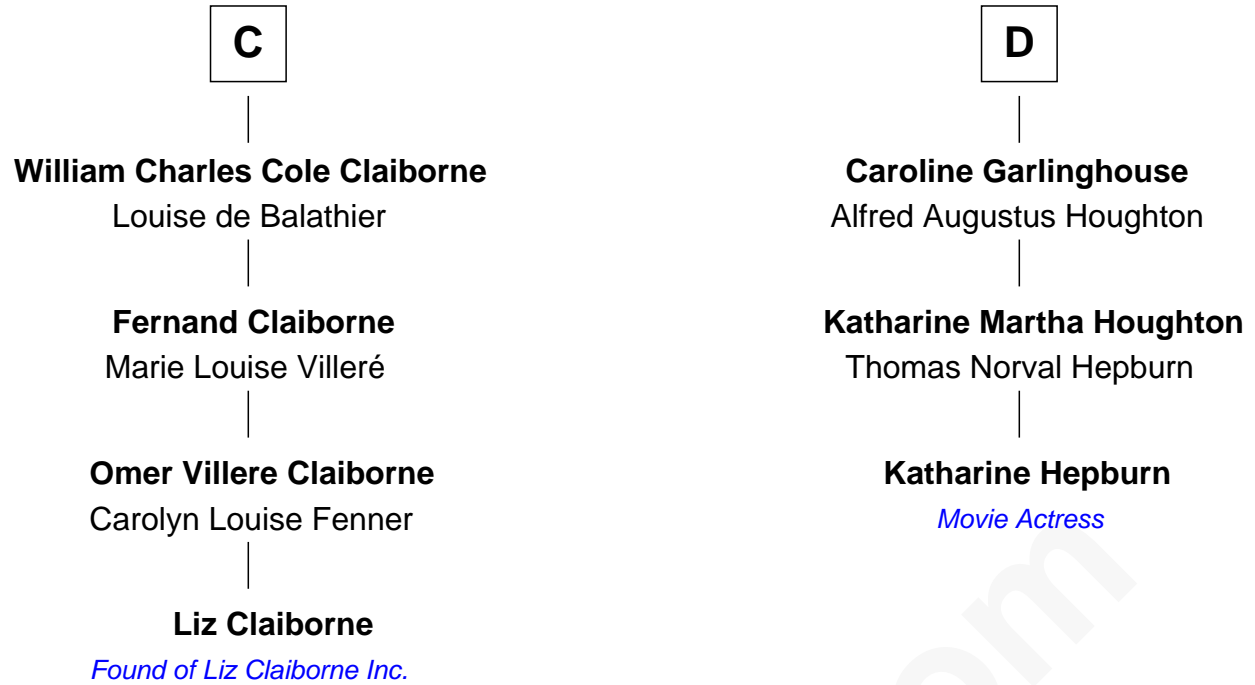 C
William Charles Cole Claiborne
Louise de Balathier
Fernand Claiborne
Marie Louise Villeré
Omer Villere Claiborne
Carolyn Louise Fenner
Liz Claiborne
Found of Liz Claiborne Inc.
D
Caroline Garlinghouse
Alfred Augustus Houghton
Katharine Martha Houghton
Thomas Norval Hepburn
Katharine Hepburn
Movie Actress
om